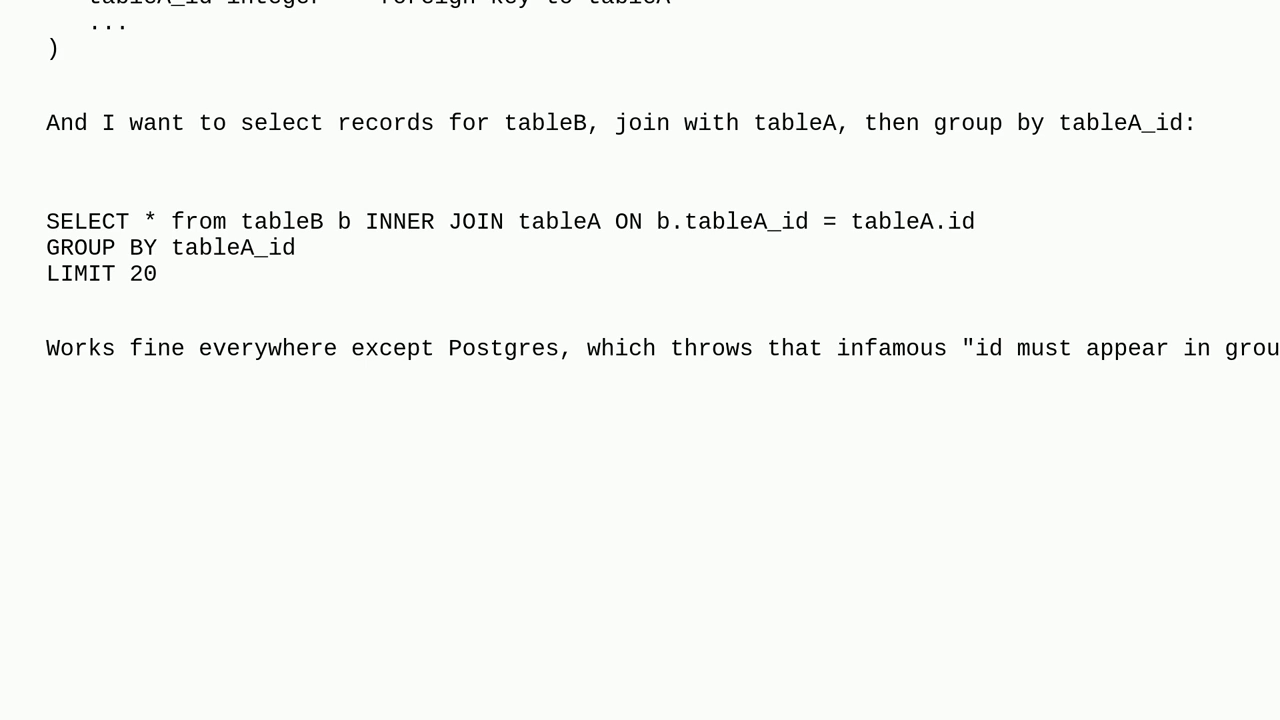 ...
)
And I want to select records for tableB, join with tableA, then group by tableA_id:
SELECT * from tableB b INNER JOIN tableA ON b.tableA_id = tableA.id
GROUP BY tableA_id
LIMIT 20
Works fine everywhere except Postgres, which throws that infamous "id must appear in grou